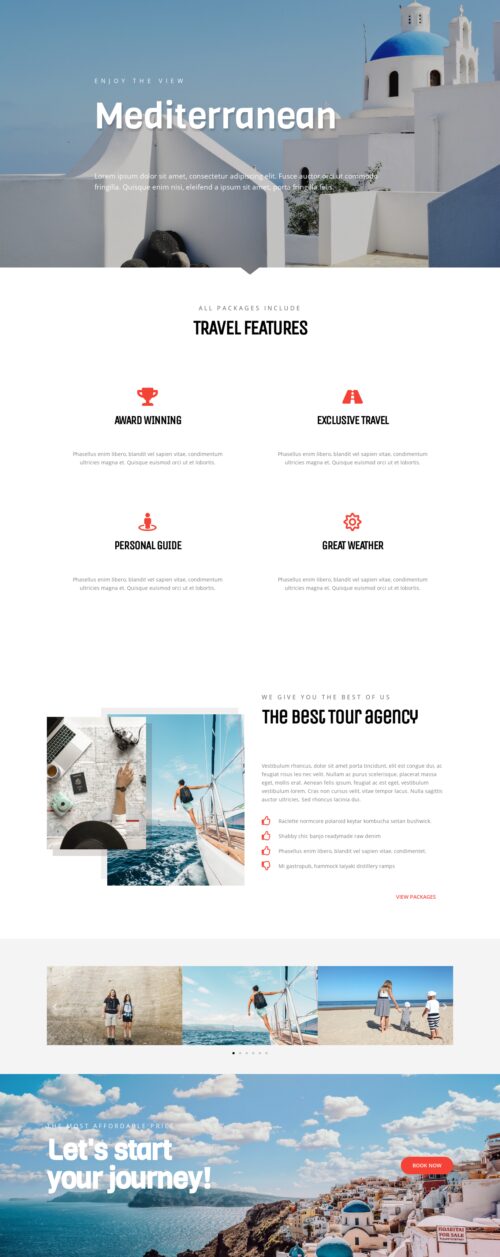 ENJOY THE VIEW
Mediterranean
Lorem ipsum dolor sit amet, consectetur adipiscing elit. Fusce auctor orci ut commodo
fringilla. Quisque enim nisi, eleifend a ipsum sit amet, porta fringilla felis.
ALL PACKAGES INCLUDE
TRAVEL FEATURES
AWARD WINNING
Phasellus enim libero, blandit vel sapien vitae, condimentum
ultricies magna et. Quisque euismod orci ut et lobortis.
EXCLUSIVE TRAVEL
Phasellus enim libero, blandit vel sapien vitae, condimentum
ultricies magna et. Quisque euismod orci ut et lobortis.
PERSONAL GUIDE
Phasellus enim libero, blandit vel sapien vitae, condimentum
ultricies magna et. Quisque euismod orci ut et lobortis.
GREAT WEATHER
Phasellus enim libero, blandit vel sapien vitae, condimentum
ultricies magna et. Quisque euismod orci ut et lobortis.
WE GIVE YOU THE BEST OF US
The Best Tour agency
Vestibulum rhoncus, dolor sit amet porta tincidunt, elit est congue dui, ac
feugiat risus leo nec velit. Nullam ac purus scelerisque, placerat massa
eget, mollis erat. Aenean felis ipsum, feugiat ac est eget, vestibulum
vestibulum lorem. Cras non cursus velit, vitae tempor lacus. Nulla sagittis
auctor ultricies. Sed rhoncus lacinia dui.
Raclette normcore polaroid keytar kombucha seitan bushwick.
Shabby chic banjo readymade raw denim
Phasellus enim libero, blandit vel sapien vitae, condimentet.
Mi gastropub, hammock taiyaki distillery ramps
VIEW PACKAGES
THE MOST AFFORDABLE PRICE
Let's start
your journey!
BOOK NOW
FOR SALE